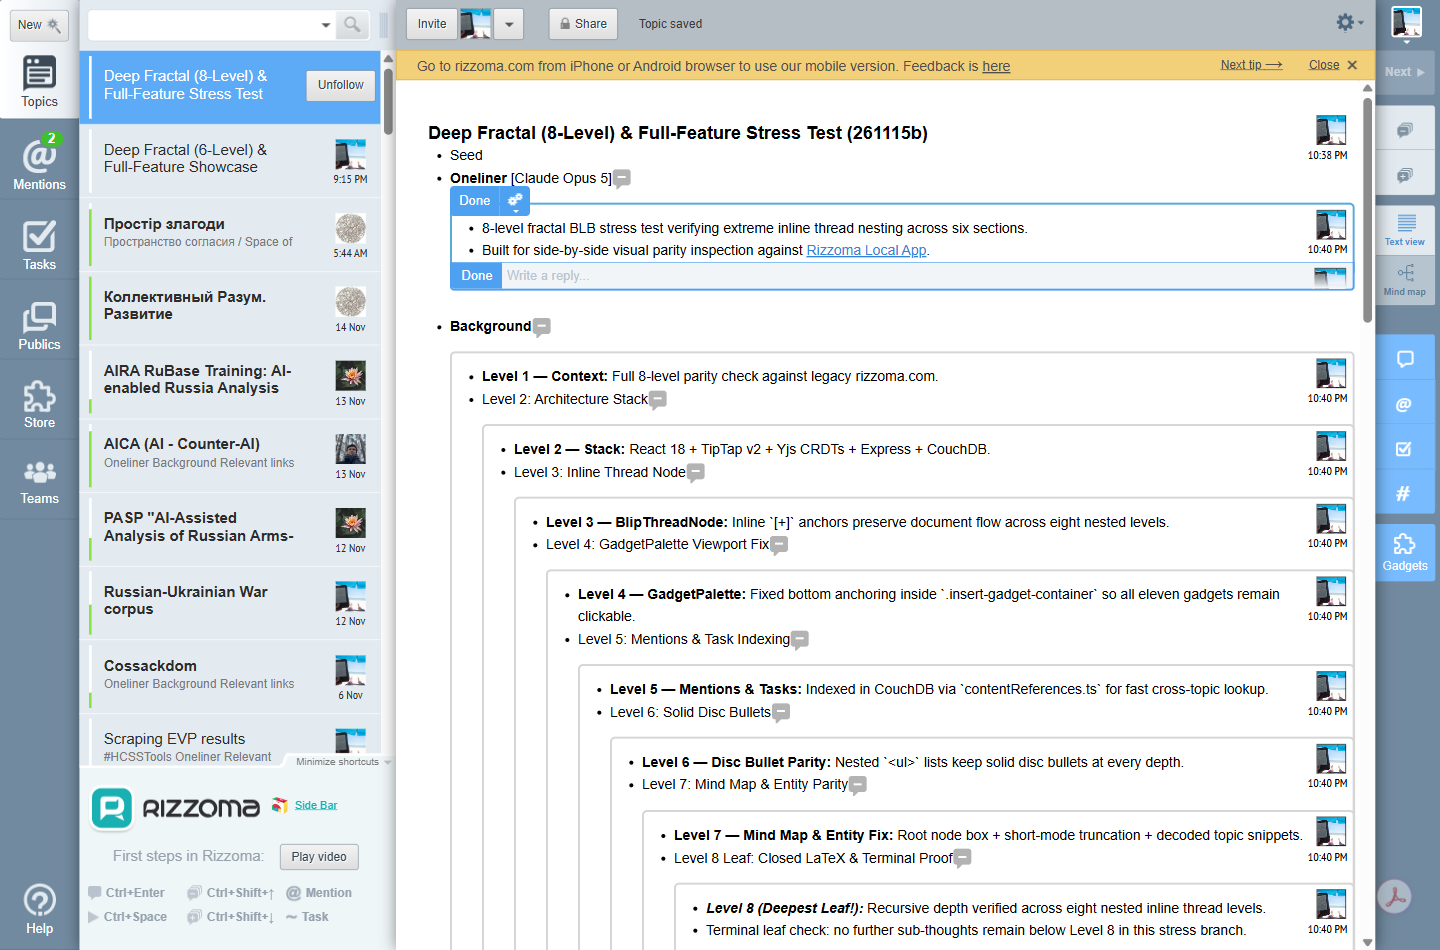 New
Topics
2
Mentions
Tasks
Publics
Store
Teams
Help
Deep Fractal (8-Level) &
Full-Feature Stress Test
Unfollow
Deep Fractal (6-Level) &
Full-Feature Showcase
9:15 PM
Простір злагоди
Пространство согласия / Space of
5:44 AM
Коллективный Разум.
Развитие
14 Nov
AIRA RuBase Training: AI-
enabled Russia Analysis
13 Nov
AICA (AI - Counter-AI)
Oneliner Background Relevant links
13 Nov
PASP "AI-Assisted
Analysis of Russian Arms-
12 Nov
Russian-Ukrainian War
corpus
12 Nov
Cossackdom
Oneliner Background Relevant links
6 Nov
Scraping EVP results
#HCSSTools Oneliner Relevant
Minimize shortcuts
RIZZOMA
Side Bar
First steps in Rizzoma:
Play video
Ctrl+Enter
Ctrl+Shift+↑
Mention
Ctrl+Space
Ctrl+Shift+↓
Task
Invite
Share
Topic saved
Go to rizzoma.com from iPhone or Android browser to use our mobile version. Feedback is here
Next tip
Close
Deep Fractal (8-Level) & Full-Feature Stress Test (261115b)
10:38 PM
• Seed
• Oneliner [Claude Opus 5]
Done
• 8-level fractal BLB stress test verifying extreme inline thread nesting across six sections.
• Built for side-by-side visual parity inspection against Rizzoma Local App.
10:40 PM
Done
Write a reply...
• Background
• Level 1 — Context: Full 8-level parity check against legacy rizzoma.com.
• Level 2: Architecture Stack
10:40 PM
• Level 2 — Stack: React 18 + TipTap v2 + Yjs CRDTs + Express + CouchDB.
• Level 3: Inline Thread Node
10:40 PM
• Level 3 — BlipThreadNode: Inline `[+]` anchors preserve document flow across eight nested levels.
• Level 4: GadgetPalette Viewport Fix
10:40 PM
• Level 4 — GadgetPalette: Fixed bottom anchoring inside `.insert-gadget-container` so all eleven gadgets remain
clickable.
• Level 5: Mentions & Task Indexing
10:40 PM
• Level 5 — Mentions & Tasks: Indexed in CouchDB via `contentReferences.ts` for fast cross-topic lookup.
• Level 6: Solid Disc Bullets
10:40 PM
• Level 6 — Disc Bullet Parity: Nested `<ul>` lists keep solid disc bullets at every depth.
• Level 7: Mind Map & Entity Parity
10:40 PM
• Level 7 — Mind Map & Entity Fix: Root node box + short-mode truncation + decoded topic snippets.
• Level 8 Leaf: Closed LaTeX & Terminal Proof
10:40 PM
• Level 8 (Deepest Leaf!): Recursive depth verified across eight nested inline thread levels.
• Terminal leaf check: no further sub-thoughts remain below Level 8 in this stress branch.
10:40 PM
Next
Text view
Mind map
@
#
Gadgets